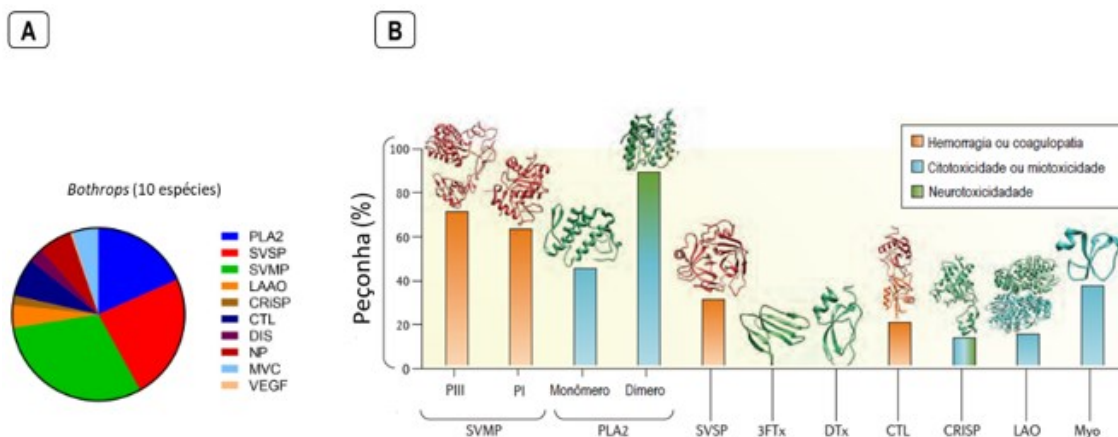 A
B
Bothrops (10 espécies)
PLA2
SVSP
SVMP
LAAO
CRiSP
CTL
DIS
NP
MVC
VEGF
Peçonha (%)
100
80
60
40
20
0
Hemorragia ou coagulopatia
Citotoxicidade ou miotoxicidade
Neurotoxicidadade
PIII PI Monômero Dímero
SVMP PLA2 SVSP 3FTx DTx CTL CRISP LAO Myo